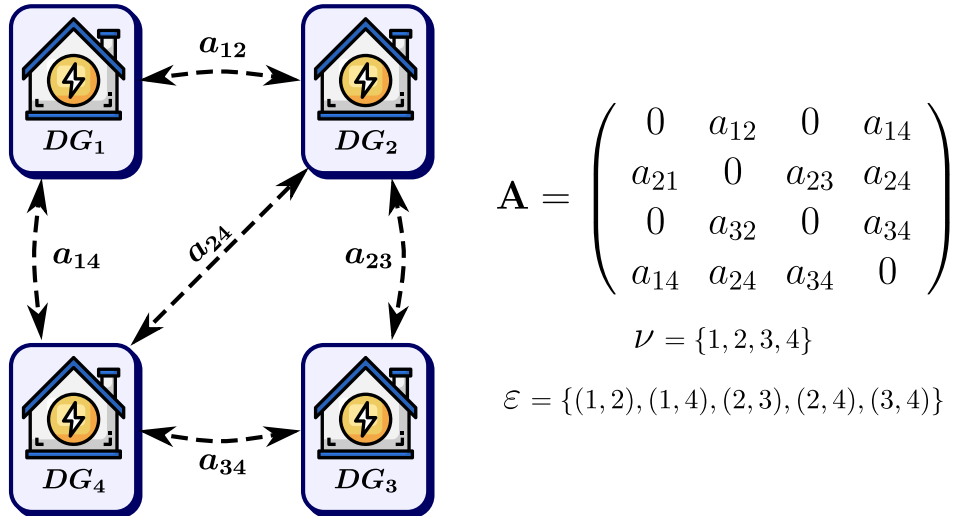 a₁₂
DG₁
DG₂
a₁₄
a₂₄
a₂₃
DG₄
a₃₄
DG₃
A = ( 0 a₁₂ 0 a₁₄
a₂₁ 0 a₂₃ a₂₄
0 a₃₂ 0 a₃₄
a₁₄ a₂₄ a₃₄ 0 )
ν = {1, 2, 3, 4}
ε = {(1, 2), (1, 4), (2, 3), (2, 4), (3, 4)}